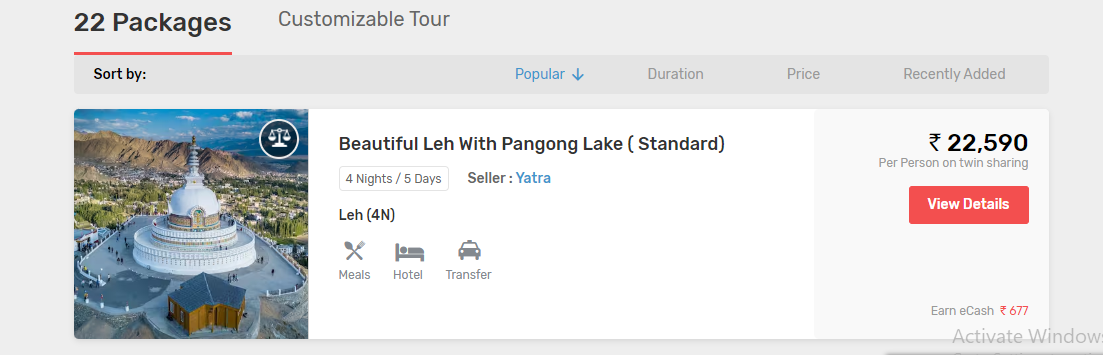 22 Packages
Customizable Tour
Sort by:
Popular ↓
Duration
Price
Recently Added
Beautiful Leh With Pangong Lake ( Standard)
4 Nights / 5 Days
Seller : Yatra
Leh (4N)
Meals
Hotel
Transfer
₹ 22,590
Per Person on twin sharing
View Details
Earn eCash ₹ 677
Activate Windows